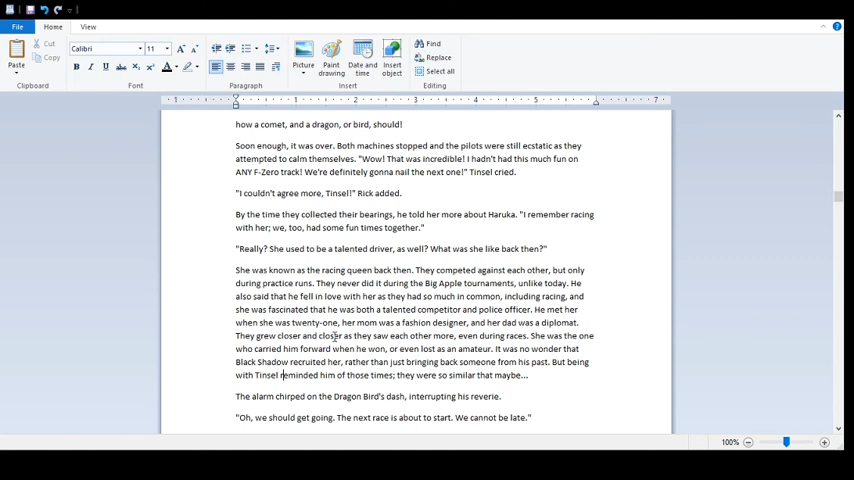 File Home View
Cut
Copy
Paste
Calibri 11
B I U abc X₂ X² A
Picture Paint drawing Date and time Insert object
Find
Replace
Select all
Clipboard Font Paragraph Insert Editing
1 1 2 3 4 5 6 7
how a comet, and a dragon, or bird, should!
Soon enough, it was over. Both machines stopped and the pilots were still ecstatic as they
attempted to calm themselves. "Wow! That was incredible! I hadn't had this much fun on
ANY F-Zero track! We're definitely gonna nail the next one!" Tinsel cried.
"I couldn't agree more, Tinsel!" Rick added.
By the time they collected their bearings, he told her more about Haruka. "I remember racing
with her; we, too, had some fun times together."
"Really? She used to be a talented driver, as well? What was she like back then?"
She was known as the racing queen back then. They competed against each other, but only
during practice runs. They never did it during the Big Apple tournaments, unlike today. He
also said that he fell in love with her as they had so much in common, including racing, and
she was fascinated that he was both a talented competitor and police officer. He met her
when she was twenty-one, her mom was a fashion designer, and her dad was a diplomat.
They grew closer and closer as they saw each other more, even during races. She was the one
who carried him forward when he won, or even lost as an amateur. It was no wonder that
Black Shadow recruited her, rather than just bringing back someone from his past. But being
with Tinsel reminded him of those times; they were so similar that maybe...
The alarm chirped on the Dragon Bird's dash, interrupting his reverie.
"Oh, we should get going. The next race is about to start. We cannot be late."
100%